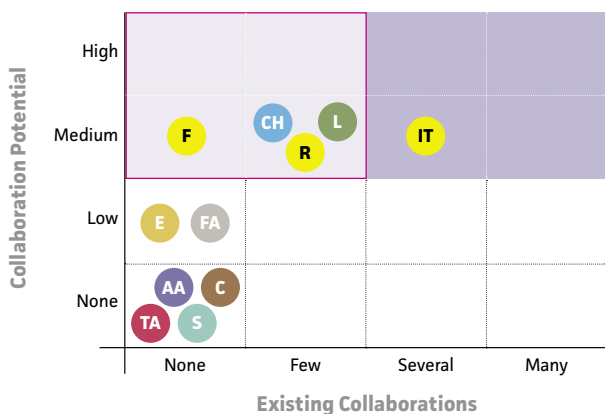 Collaboration Potential
High
Medium
Low
None
F
CH
L
R
IT
E
FA
AA
C
TA
S
None
Few
Several
Many
Existing Collaborations